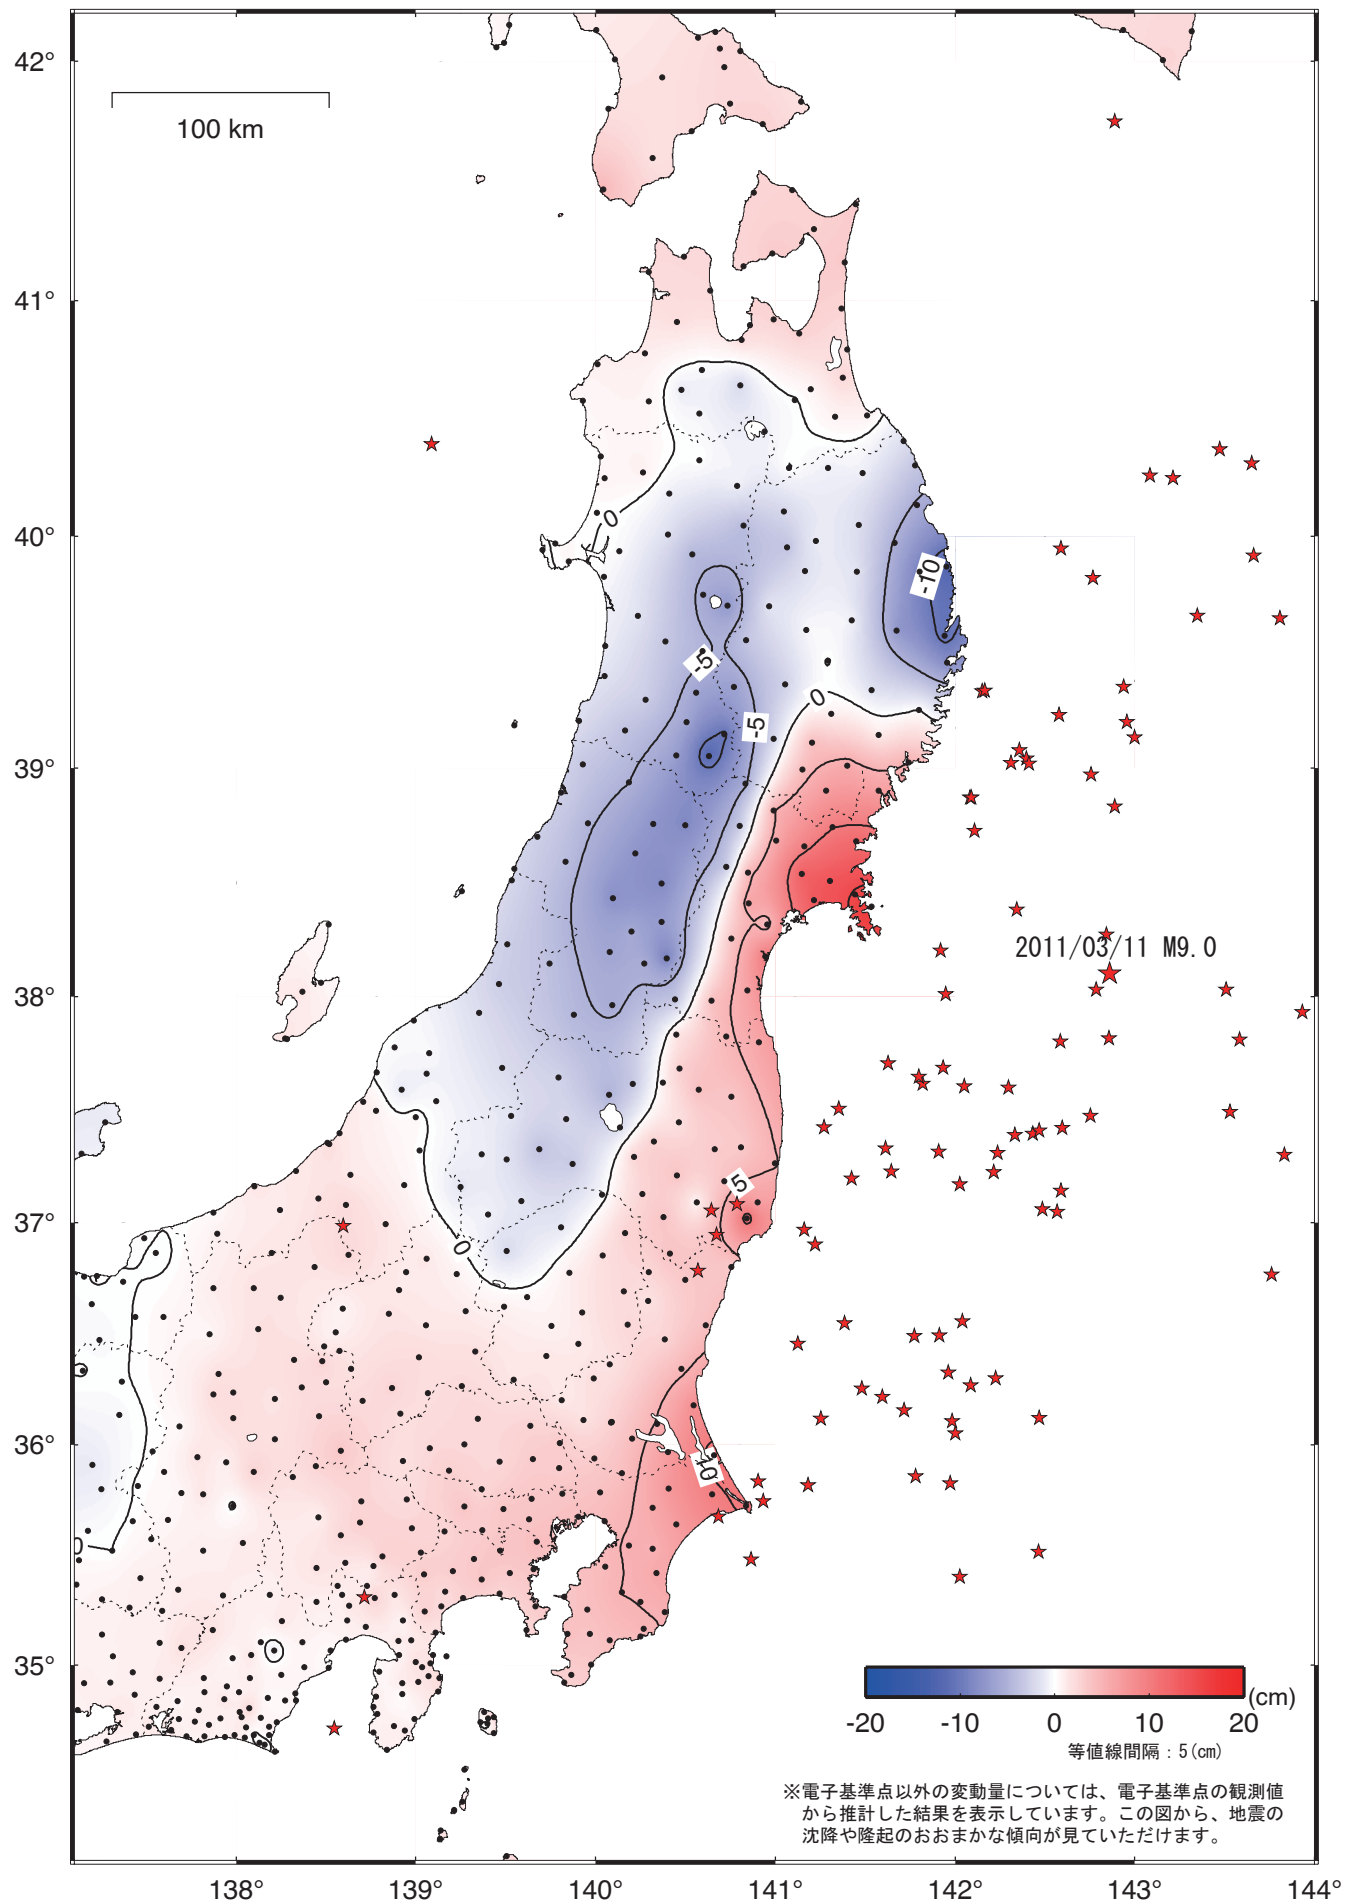 42°
100 km
41°
0
40°
-10
-5
0
-5
39°
2011/03/11 M9.0
38°
5
37°
0
36°
10
0
35°
(cm)
-20 -10 0 10 20
等値線間隔：5(cm)
※電子基準点以外の変動量については、電子基準点の観測値
から推計した結果を表示しています。この図から、地震の
沈降や隆起のおおまかな傾向が見ていただけます。
138° 139° 140° 141° 142° 143° 144°